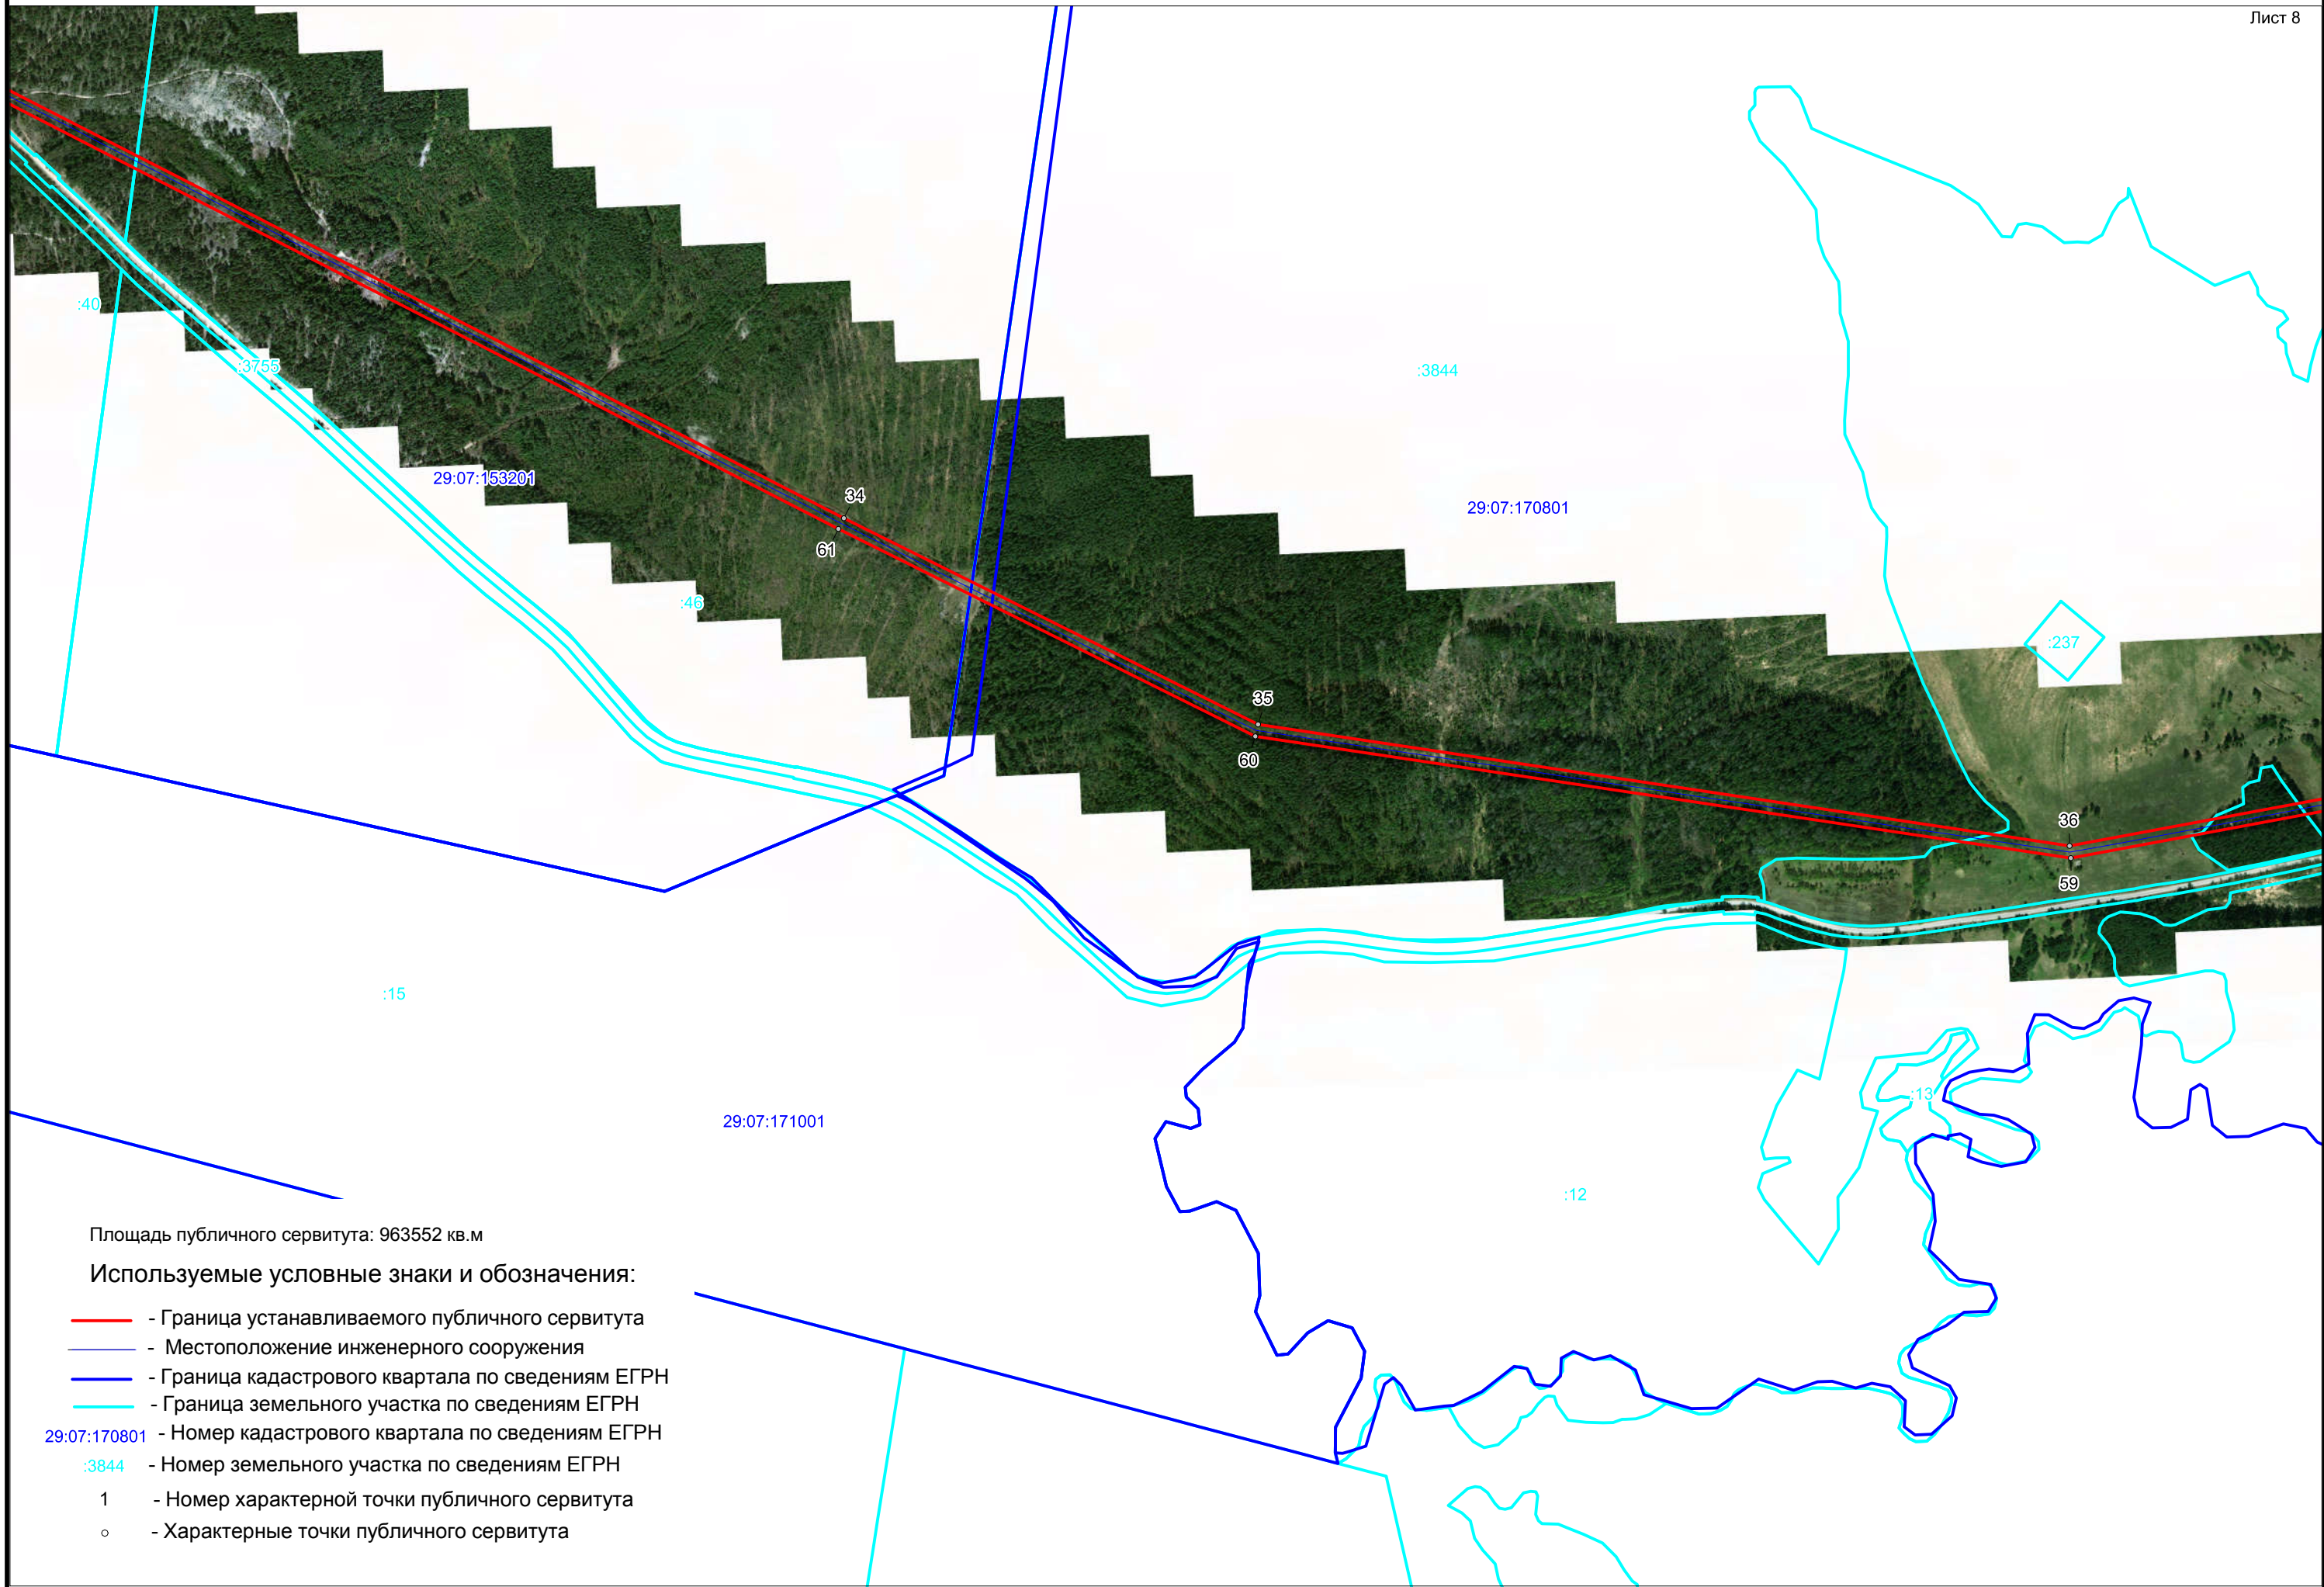 Лист 8
:40
:3755
:3844
29:07:153201
34
29:07:170801
61
:46
:237
35
60
36
59
:15
:13
29:07:171001
:12
Площадь публичного сервитута: 963552 кв.м
Используемые условные знаки и обозначения:
- Граница устанавливаемого публичного сервитута
- Местоположение инженерного сооружения
- Граница кадастрового квартала по сведениям ЕГРН
- Граница земельного участка по сведениям ЕГРН
29:07:170801 - Номер кадастрового квартала по сведениям ЕГРН
:3844 - Номер земельного участка по сведениям ЕГРН
1 - Номер характерной точки публичного сервитута
- Характерные точки публичного сервитута